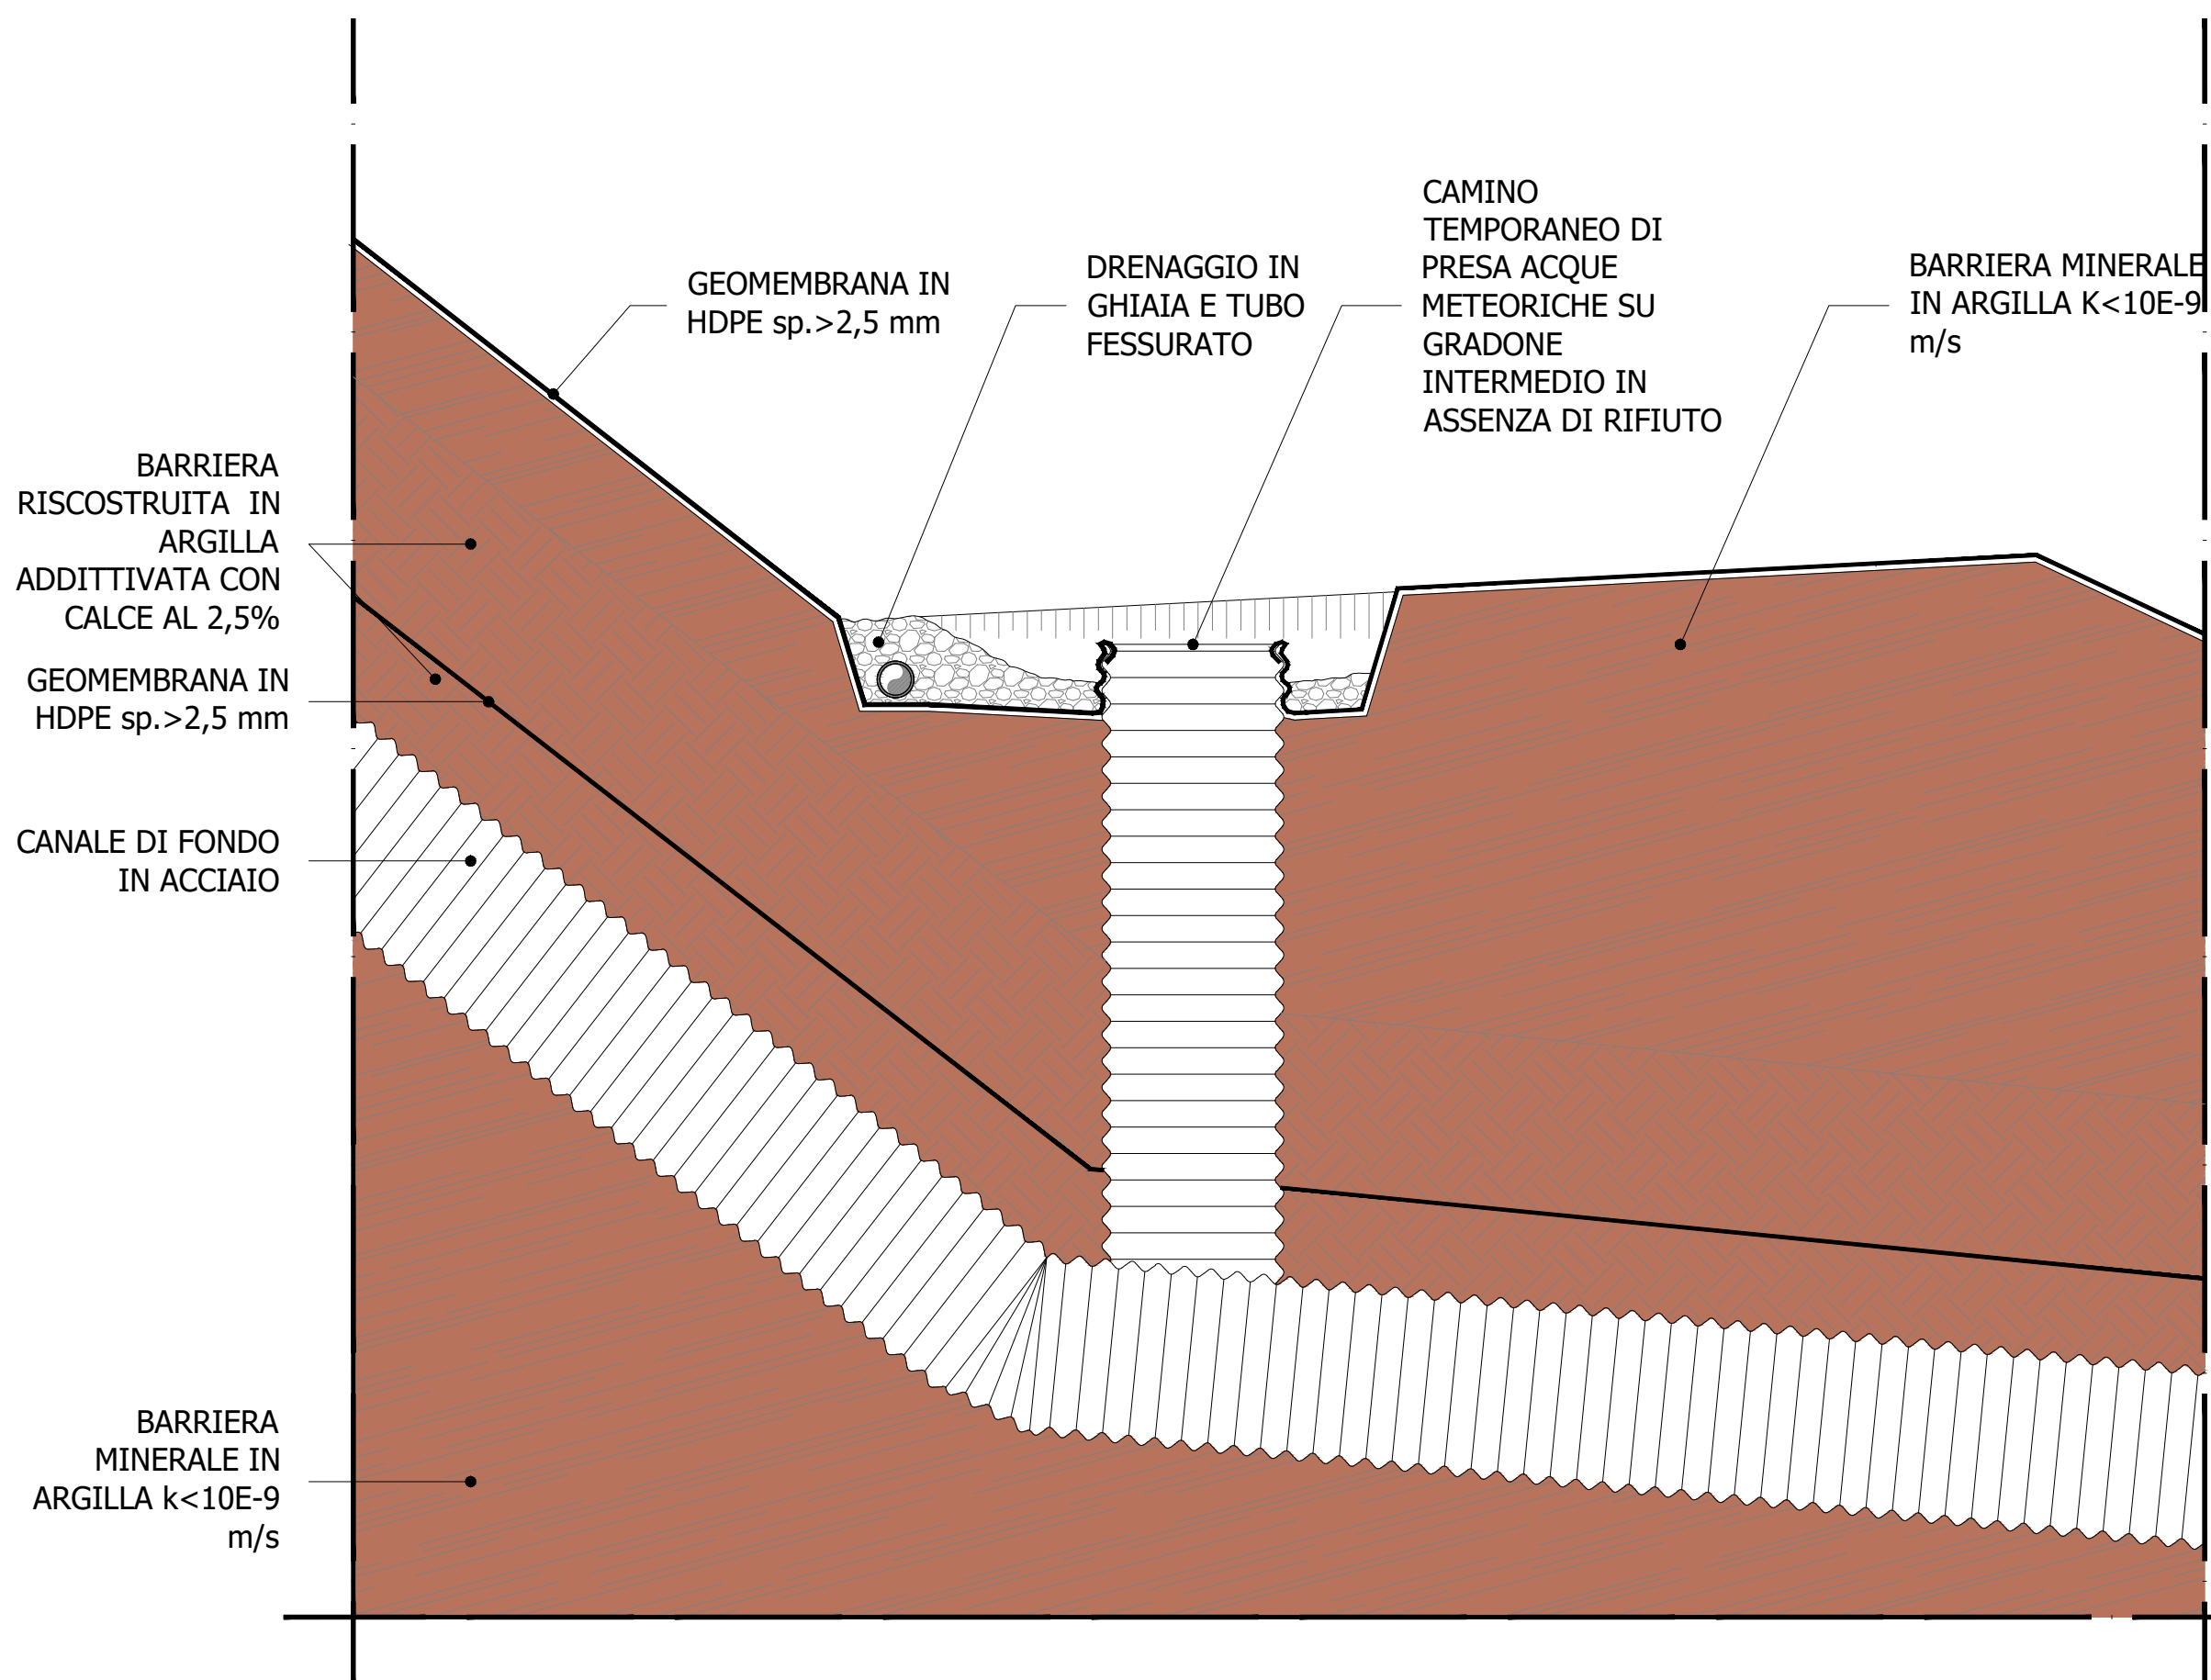 CAMINO
TEMPORANEO DI
PRESA ACQUE
METEORICHE SU
GRADONE
INTERMEDIO IN
ASSENZA DI RIFIUTO
GEOMEMBRANA IN
HDPE sp.>2,5 mm
DRENAGGIO IN
GHIAIA E TUBO
FESSURATO
BARRIERA MINERALE
IN ARGILLA K<10E-9
m/s
BARRIERA
RISCOSTRUITA  IN
ARGILLA
ADDITTIVATA CON
CALCE AL 2,5%
GEOMEMBRANA IN
HDPE sp.>2,5 mm
CANALE DI FONDO
IN ACCIAIO
BARRIERA
MINERALE IN
ARGILLA k<10E-9
m/s